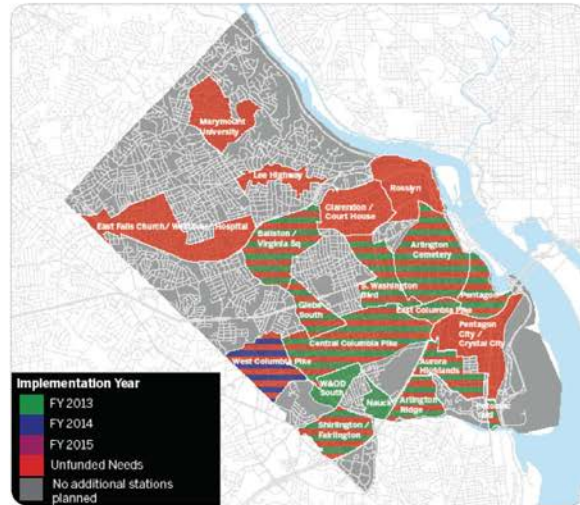 Marymount
University
Lee Highway
Rosslyn
Clarendon /
Court House
East Falls Church/
Hospital
Ballston /
Virginia Sq
Arlington
Cemetery
S. Washington
Blvd
Pentagon
Glebe
South
East Columbia Pike
Pentagon
City /
Crystal City
Central Columbia Pike
West Columbia Pike
Aurora
Highlands
W&OD
South
Nauck
Arlington
Ridge
Shirlington /
Fairlington
Implementation Year
FY 2013
FY 2014
FY 2015
Unfunded Needs
No additional stations
planned